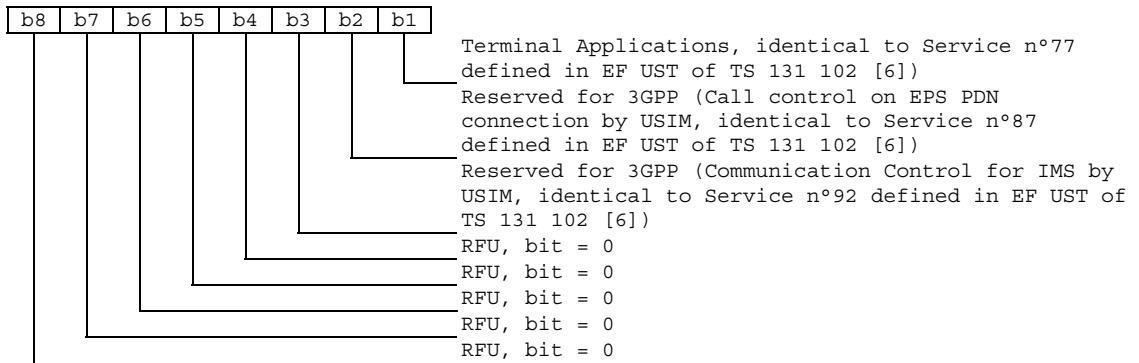 b8 b7 b6 b5 b4 b3 b2 b1
Terminal Applications, identical to Service n°77
defined in EF UST of TS 131 102 [6])
Reserved for 3GPP (Call control on EPS PDN
connection by USIM, identical to Service n°87
defined in EF UST of TS 131 102 [6])
Reserved for 3GPP (Communication Control for IMS by
USIM, identical to Service n°92 defined in EF UST of
TS 131 102 [6])
RFU, bit = 0
RFU, bit = 0
RFU, bit = 0
RFU, bit = 0
RFU, bit = 0